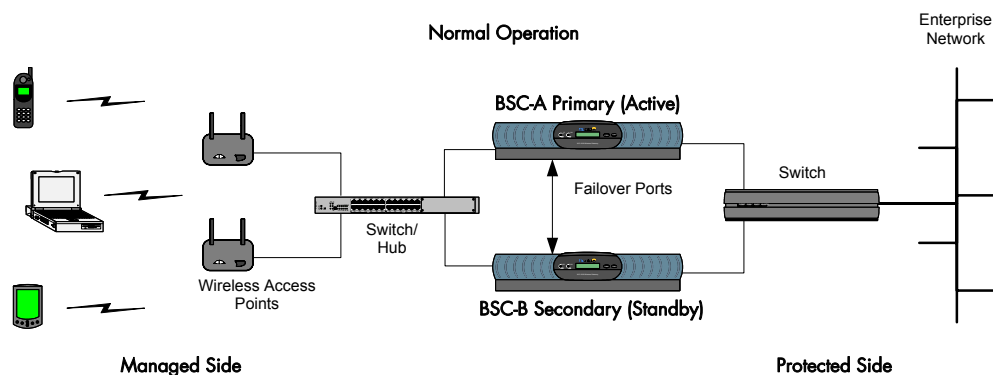 Normal Operation
Enterprise
Network
BSC-A Primary (Active)
Failover Ports
Switch
Switch/
Hub
Wireless Access
Points
BSC-B Secondary (Standby)
Managed Side
Protected Side